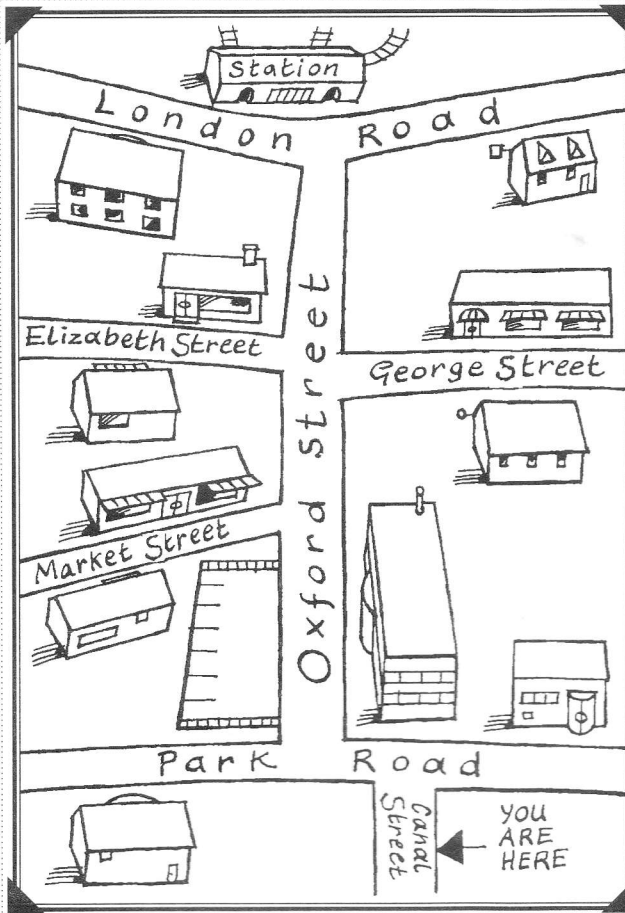 Station
London Road
Elizabeth Street
George Street
Oxford Street
Market Street
Park Road
Canal
Street
YOU
ARE
HERE